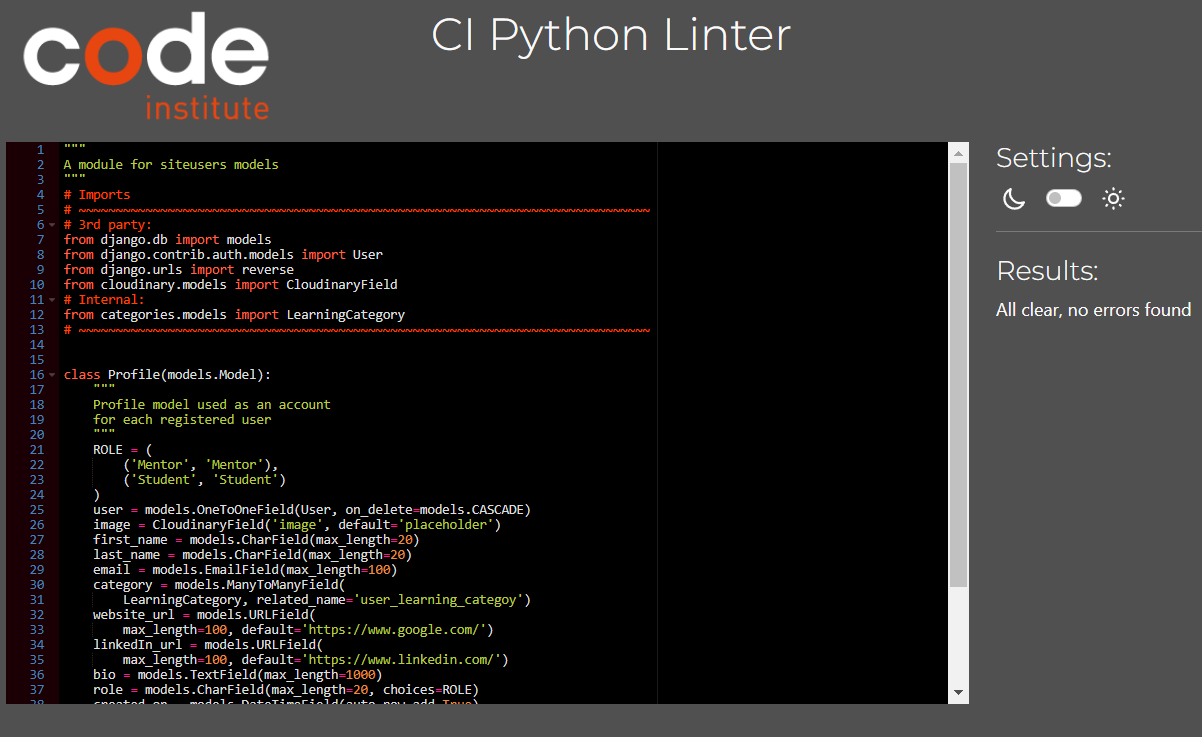 code
institute
CI Python Linter
1 """
2 A module for siteusers models
3 """
4 # Imports
5 # ~~~~~~~~~~~~~~~~~~~~~~~~~~~~~~~~~~~~~~~~~~~~~~~~~~~~~~~~~~~~~~~~~~~~~~~~~~~~~
6 # 3rd party:
7 from django.db import models
8 from django.contrib.auth.models import User
9 from django.urls import reverse
10 from cloudinary.models import CloudinaryField
11 # Internal:
12 from categories.models import LearningCategory
13 # ~~~~~~~~~~~~~~~~~~~~~~~~~~~~~~~~~~~~~~~~~~~~~~~~~~~~~~~~~~~~~~~~~~~~~~~~~~~~~
14
15
16 class Profile(models.Model):
17     """
18     Profile model used as an account
19     for each registered user
20     """
21     ROLE = (
22         ('Mentor', 'Mentor'),
23         ('Student', 'Student')
24     )
25     user = models.OneToOneField(User, on_delete=models.CASCADE)
26     image = CloudinaryField('image', default='placeholder')
27     first_name = models.CharField(max_length=20)
28     last_name = models.CharField(max_length=20)
29     email = models.EmailField(max_length=100)
30     category = models.ManyToManyField(
31         LearningCategory, related_name='user_learning_categoy')
32     website_url = models.URLField(
33         max_length=100, default='https://www.google.com/')
34     linkedIn_url = models.URLField(
35         max_length=100, default='https://www.linkedin.com/')
36     bio = models.TextField(max_length=1000)
37     role = models.CharField(max_length=20, choices=ROLE)
38     created_on = models.DateTimeField(auto_now_add=True)
Settings:
Results:
All clear, no errors found